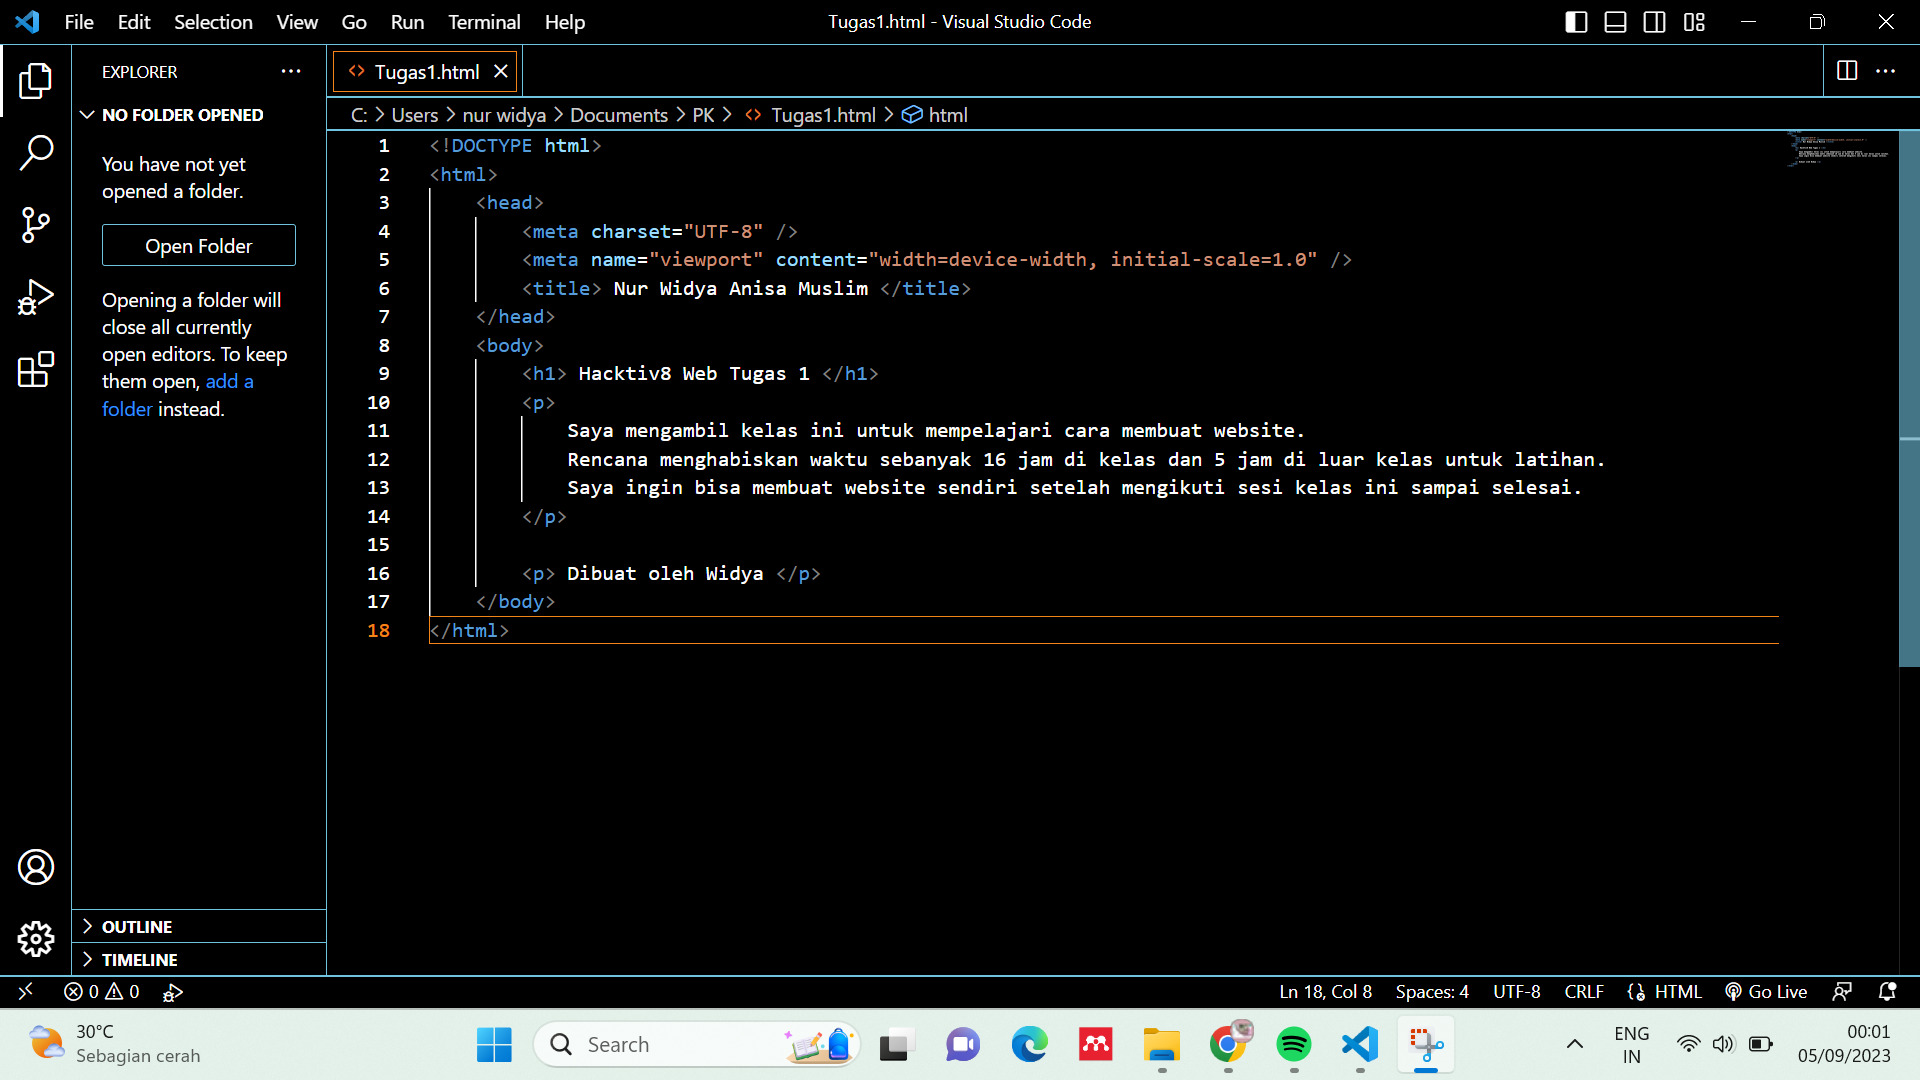 File Edit Selection View Go Run Terminal Help
Tugas1.html - Visual Studio Code
EXPLORER
NO FOLDER OPENED
You have not yet
opened a folder.
Open Folder
Opening a folder will
close all currently
open editors. To keep
them open, add a
folder instead.
OUTLINE
TIMELINE
Tugas1.html
C: > Users > nur widya > Documents > PK > Tugas1.html > html
1 <!DOCTYPE html>
2 <html>
3 <head>
4 <meta charset="UTF-8" />
5 <meta name="viewport" content="width=device-width, initial-scale=1.0" />
6 <title> Nur Widya Anisa Muslim </title>
7 </head>
8 <body>
9 <h1> Hacktiv8 Web Tugas 1 </h1>
10 <p>
11 Saya mengambil kelas ini untuk mempelajari cara membuat website.
12 Rencana menghabiskan waktu sebanyak 16 jam di kelas dan 5 jam di luar kelas untuk latihan.
13 Saya ingin bisa membuat website sendiri setelah mengikuti sesi kelas ini sampai selesai.
14 </p>
15
16 <p> Dibuat oleh Widya </p>
17 </body>
18 </html>
0 0
Ln 18, Col 8 Spaces: 4 UTF-8 CRLF HTML Go Live
30°C
Sebagian cerah
Search
ENG
IN
00:01
05/09/2023